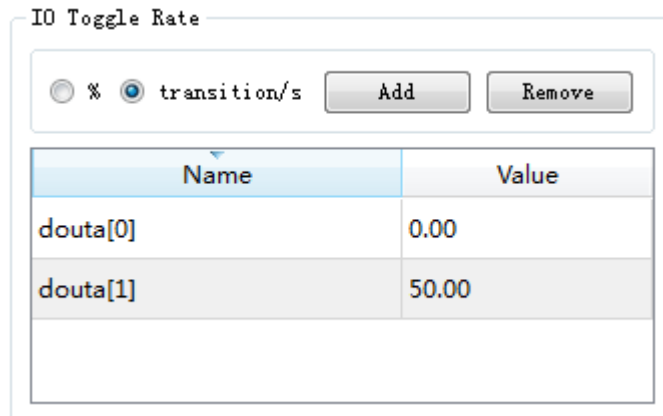 IO Toggle Rate
% transition/s Add Remove
Name Value
douta[0] 0.00
douta[1] 50.00